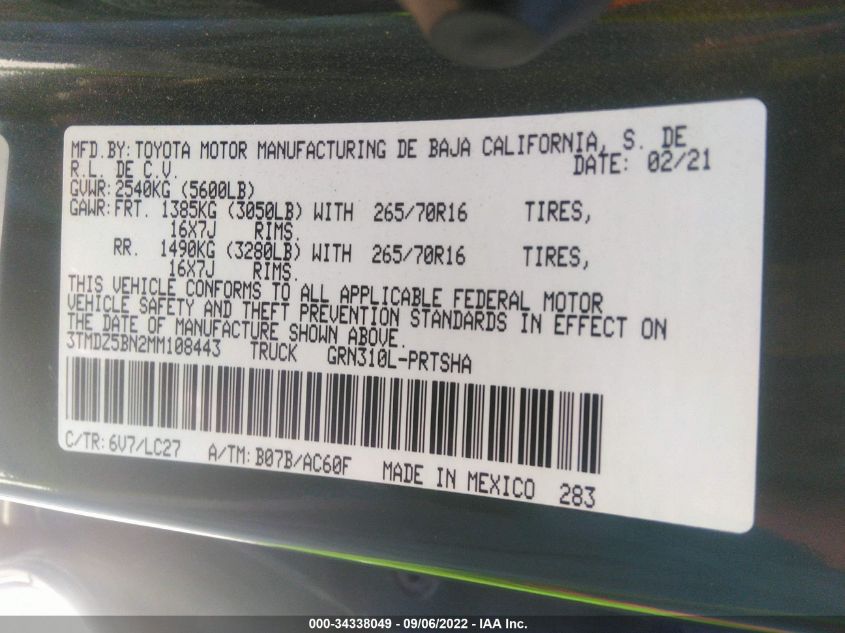 MFD.BY: TOYOTA MOTOR MANUFACTURING DE BAJA CALIFORNIA, S. DE
R.L. DE C.V. DATE: 02/21
GVWR: 2540KG (5600LB)
GAWR: FRT. 1385KG (3050LB) WITH 265/70R16 TIRES,
16X7J RIMS.
RR. 1490KG (3280LB) WITH 265/70R16 TIRES,
16X7J RIMS.
THIS VEHICLE CONFORMS TO ALL APPLICABLE FEDERAL MOTOR
VEHICLE SAFETY AND THEFT PREVENTION STANDARDS IN EFFECT ON
THE DATE OF MANUFACTURE SHOWN ABOVE.
3TMDZ5BN2MM108443 TRUCK GRN310L-PRTSHA
C/TR: 6V7/LC27 A/TM: B07B/AC60F MADE IN MEXICO 283
000-34338049 - 09/06/2022 - IAA Inc.